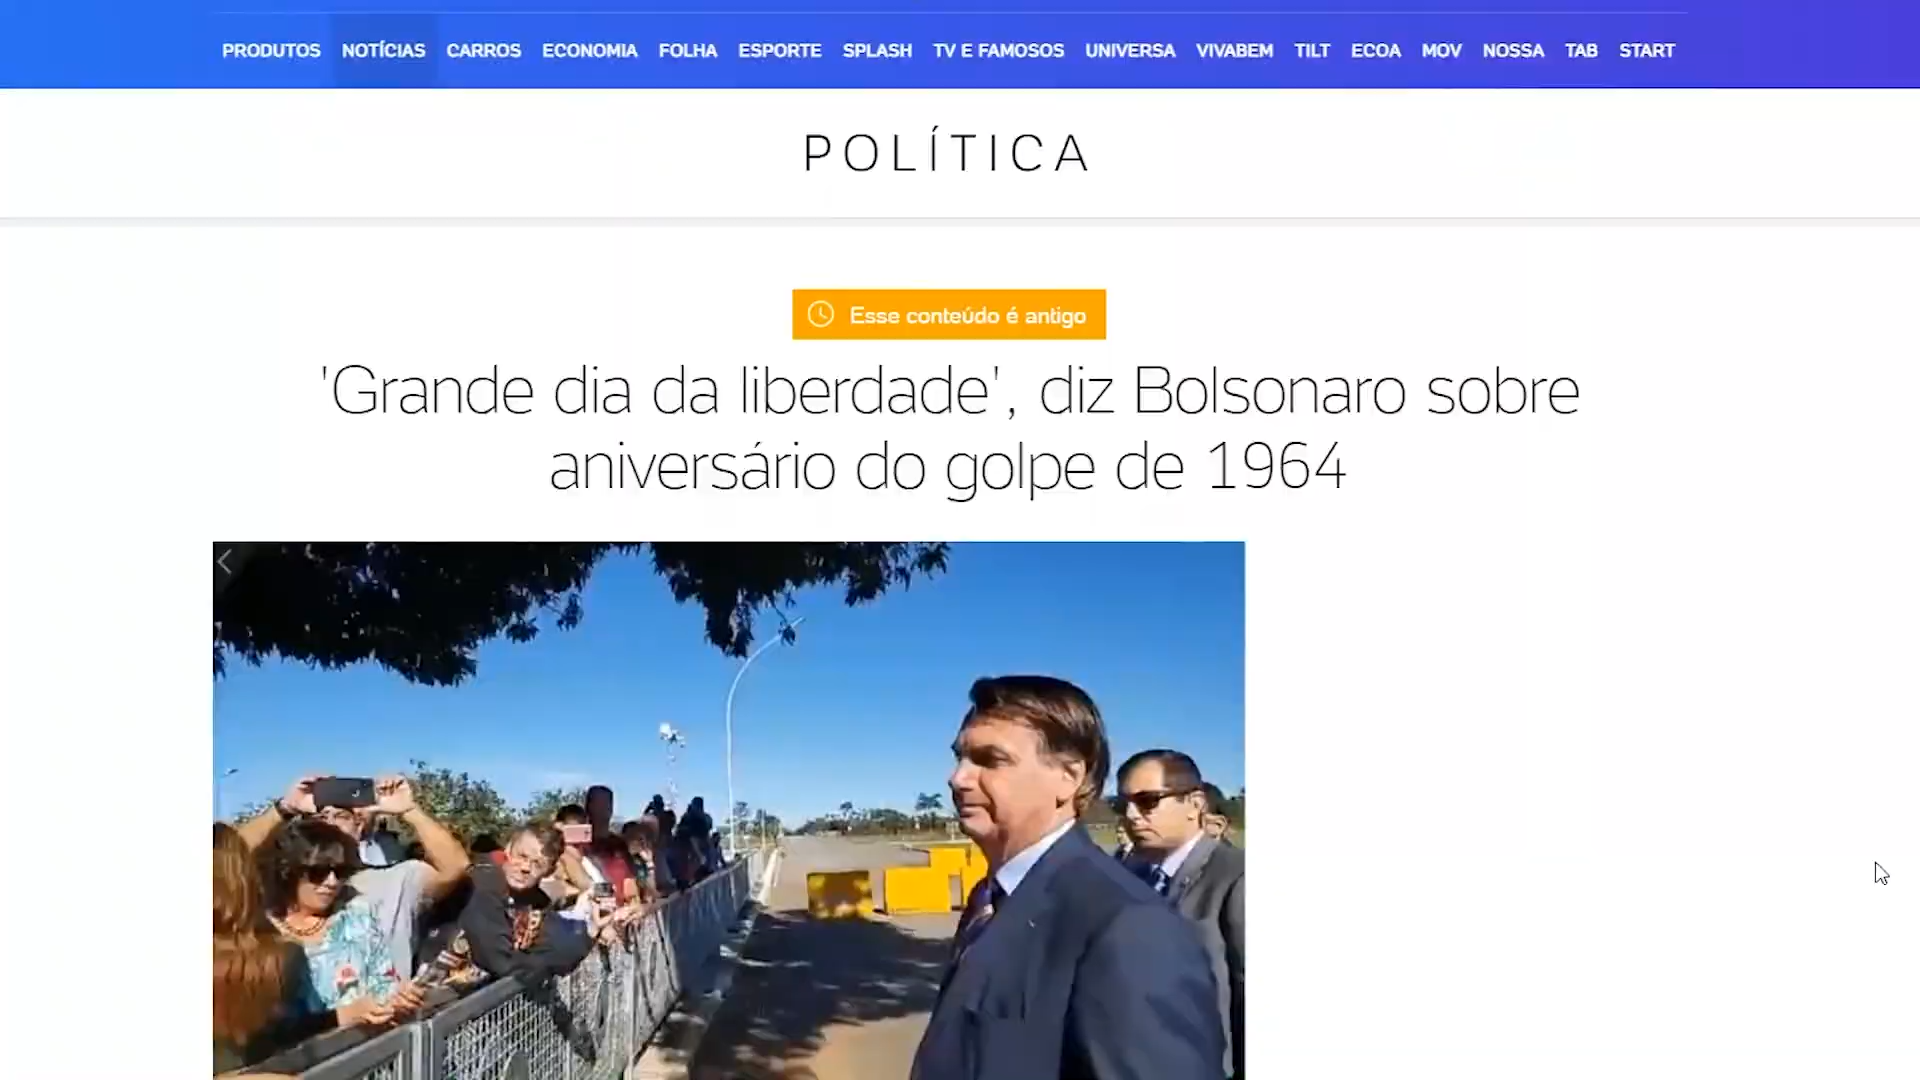 PRODUTOS NOTÍCIAS CARROS ECONOMIA FOLHA ESPORTE SPLASH TV E FAMOSOS UNIVERSA VIVABEM TILT ECOA MOV NOSSA TAB START
POLÍTICA
Esse conteúdo é antigo
'Grande dia da liberdade', diz Bolsonaro sobre
aniversário do golpe de 1964